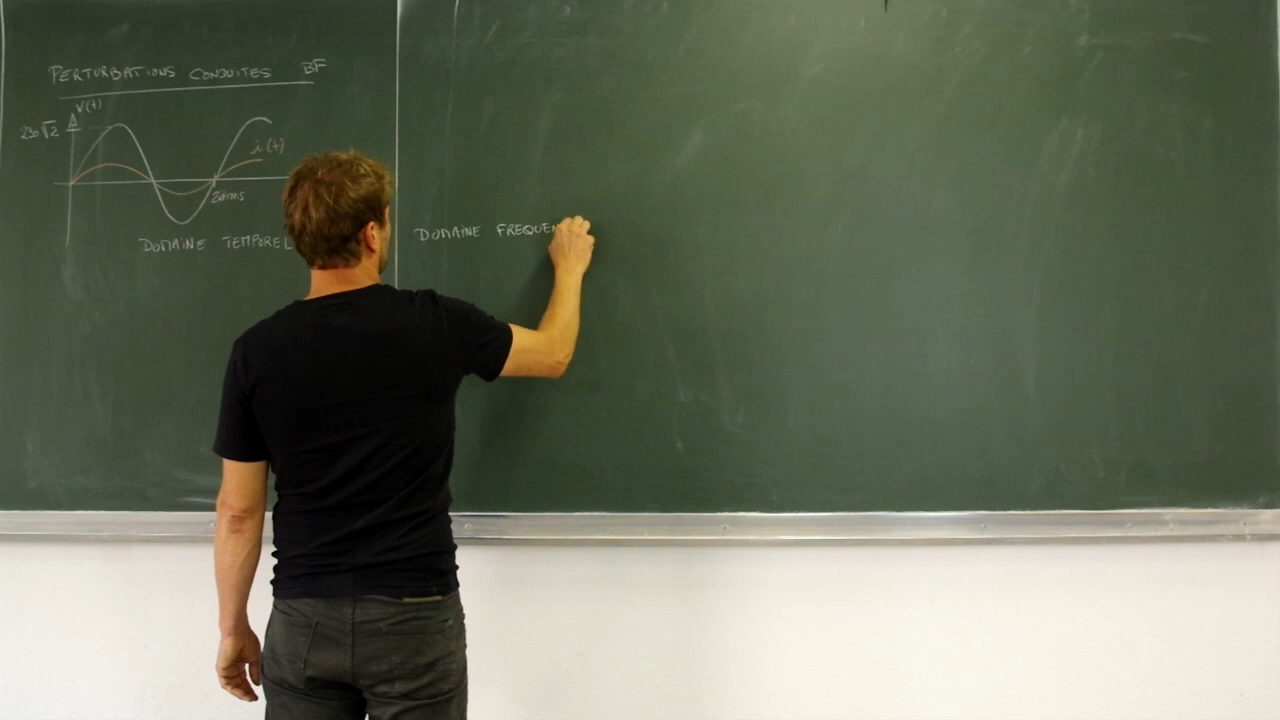 PERTURBATIONS CONDUITES BF
V(t)
230√2
i(t)
20ms
DOMAINE TEMPOREL
DOMAINE FREQUEN